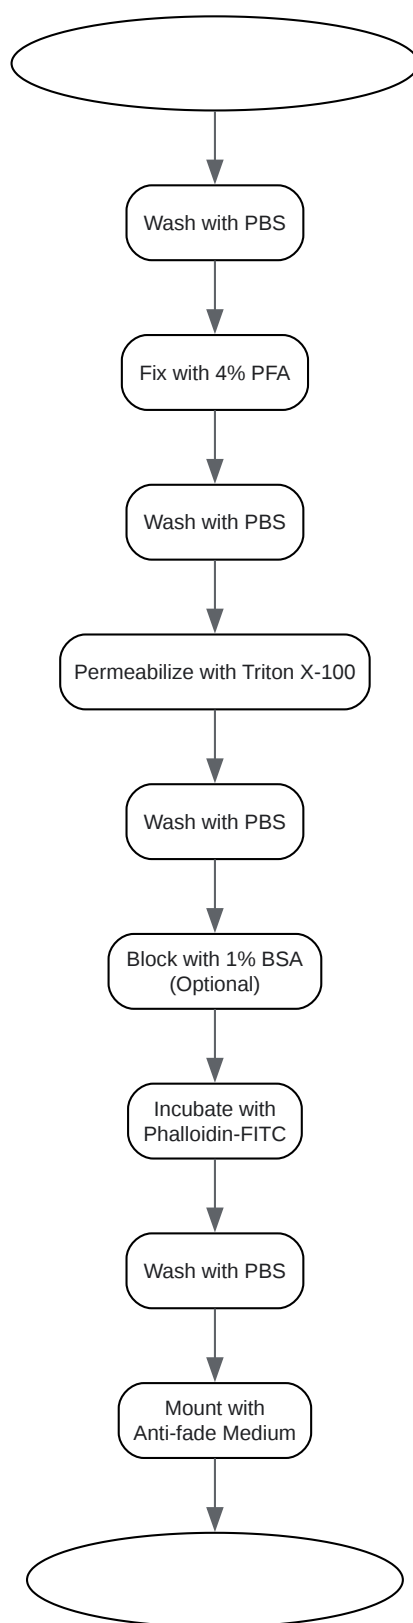 Wash with PBS
Fix with 4% PFA
Wash with PBS
Permeabilize with Triton X-100
Wash with PBS
Block with 1% BSA
(Optional)
Incubate with
Phalloidin-FITC
Wash with PBS
Mount with
Anti-fade Medium